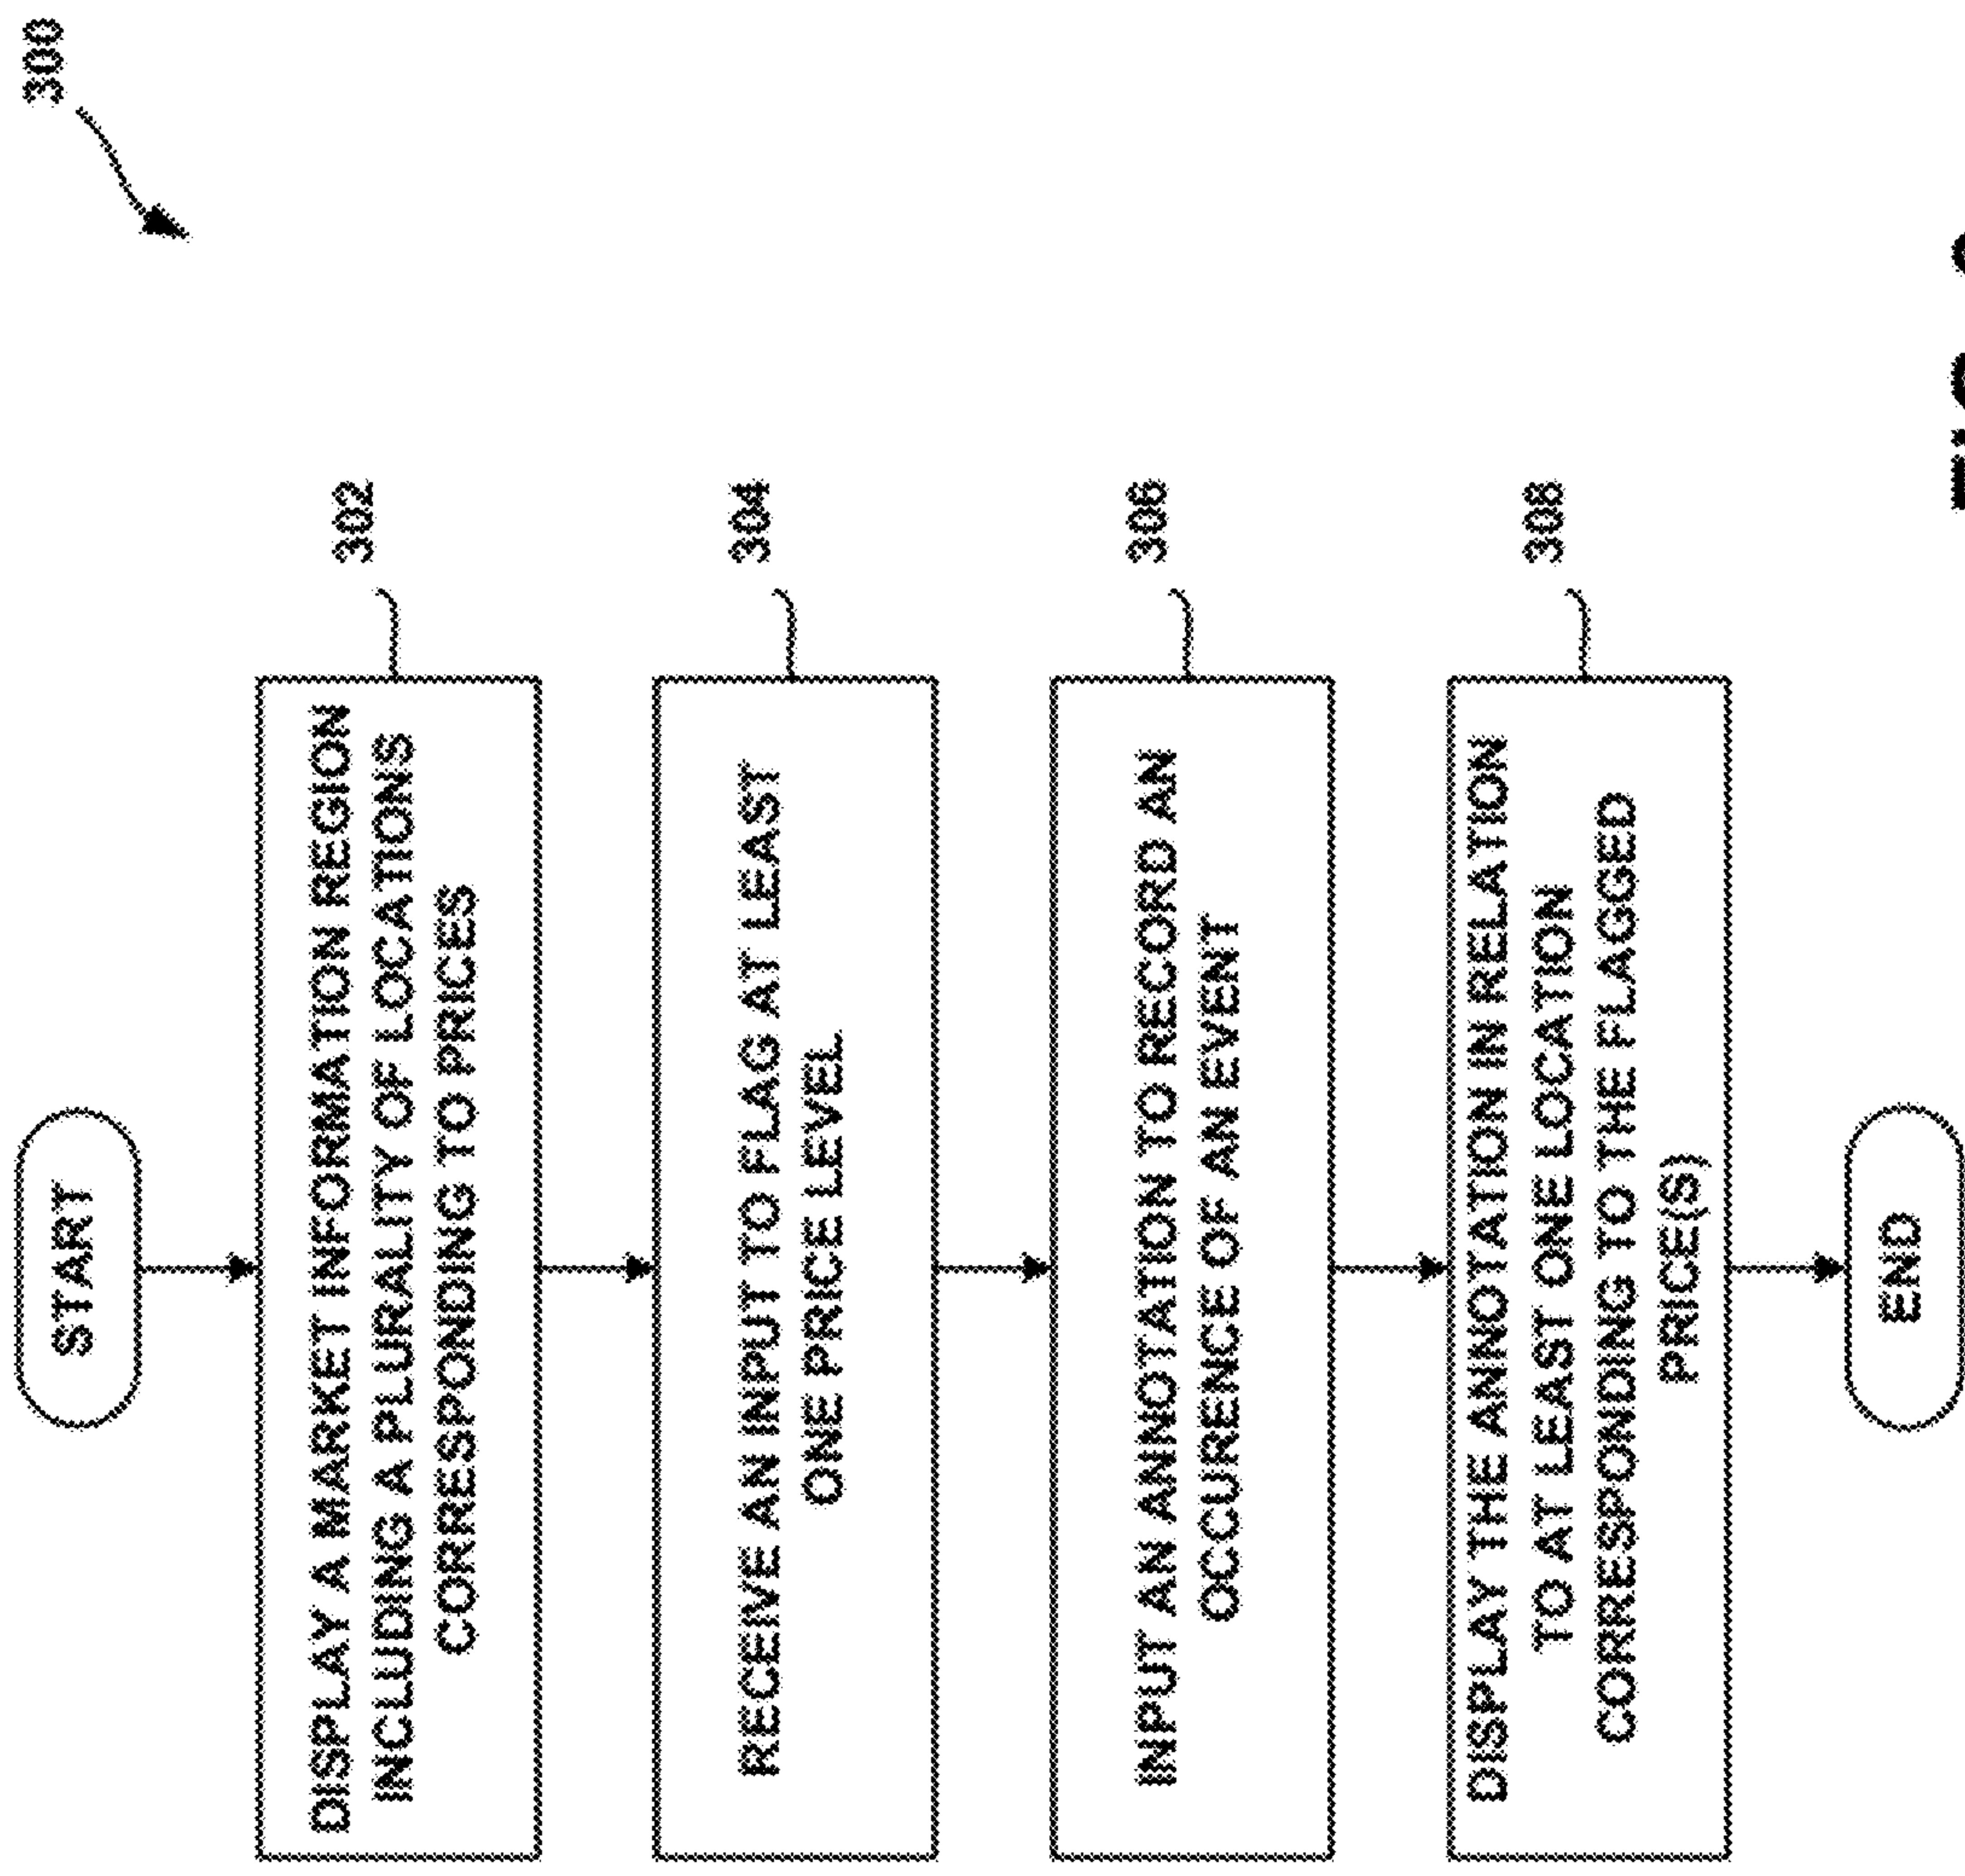 300
START
DISPLAY A MARKET INFORMATION REGION
INCLUDING A PLURALITY OF LOCATIONS
CORRESPONDING TO PRICES
302
RECEIVE AN INPUT TO FLAG AT LEAST
ONE PRICE LEVEL
304
INPUT AN ANNOTATION TO RECORD AN
OCCURENCE OF AN EVENT
306
DISPLAY THE ANNOTATION IN RELATION
TO AT LEAST ONE LOCATION
CORRESPONDING TO THE FLAGGED
PRICE(S)
308
END